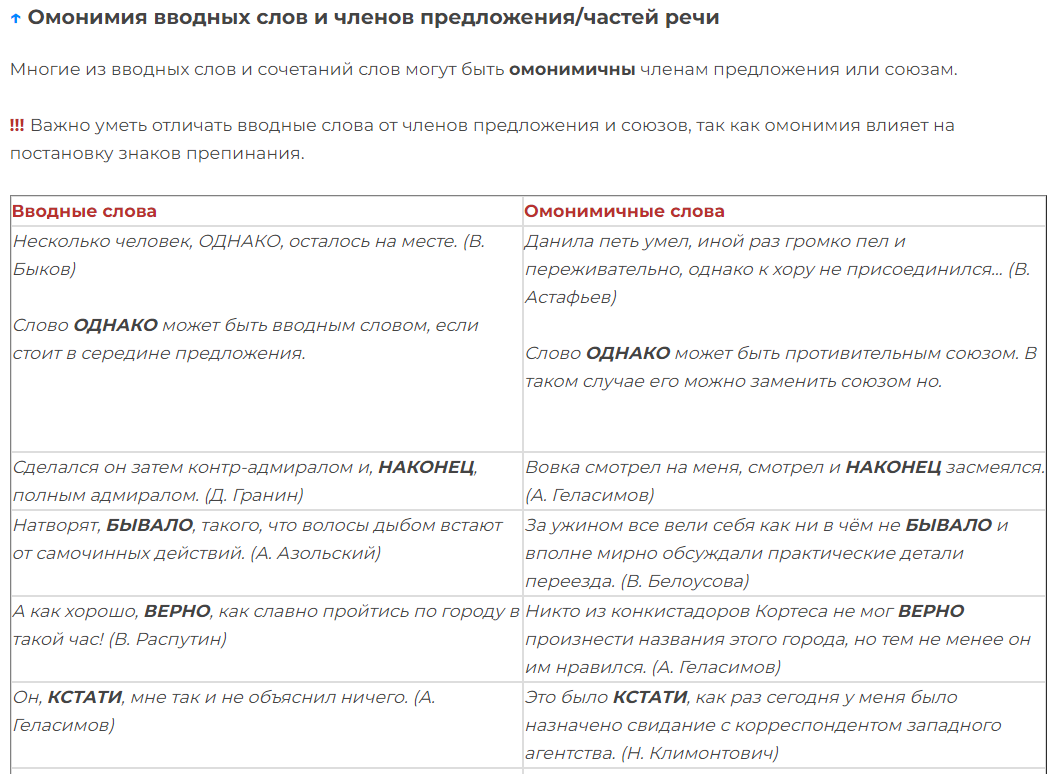 ↑ Омонимия вводных слов и членов предложения/частей речи
Многие из вводных слов и сочетаний слов могут быть омонимичны членам предложения или союзам.
!!! Важно уметь отличать вводные слова от членов предложения и союзов, так как омонимия влияет на
постановку знаков препинания.
Вводные слова
Омонимичные слова
Несколько человек, ОДНАКО, осталось на месте. (В.
Быков)
Слово ОДНАКО может быть вводным словом, если
стоит в середине предложения.
Данила петь умел, иной раз громко пел и
переживательно, однако к хору не присоединился... (В.
Астафьев)
Слово ОДНАКО может быть противительным союзом. В
таком случае его можно заменить союзом но.
Сделался он затем контр-адмиралом и, НАКОНЕЦ,
полным адмиралом. (Д. Гранин)
Вовка смотрел на меня, смотрел и НАКОНЕЦ засмеялся.
(А. Геласимов)
Натворят, БЫВАЛО, такого, что волосы дыбом встают
от самочинных действий. (А. Азольский)
За ужином все вели себя как ни в чём не БЫВАЛО и
вполне мирно обсуждали практические детали
переезда. (В. Белоусова)
А как хорошо, ВЕРНО, как славно пройтись по городу в
такой час! (В. Распутин)
Никто из конкистадоров Кортеса не мог ВЕРНО
произнести названия этого города, но тем не менее он
им нравился. (А. Геласимов)
Он, КСТАТИ, мне так и не объяснил ничего. (А.
Геласимов)
Это было КСТАТИ, как раз сегодня у меня было
назначено свидание с корреспондентом западного
агентства. (Н. Климонтович)